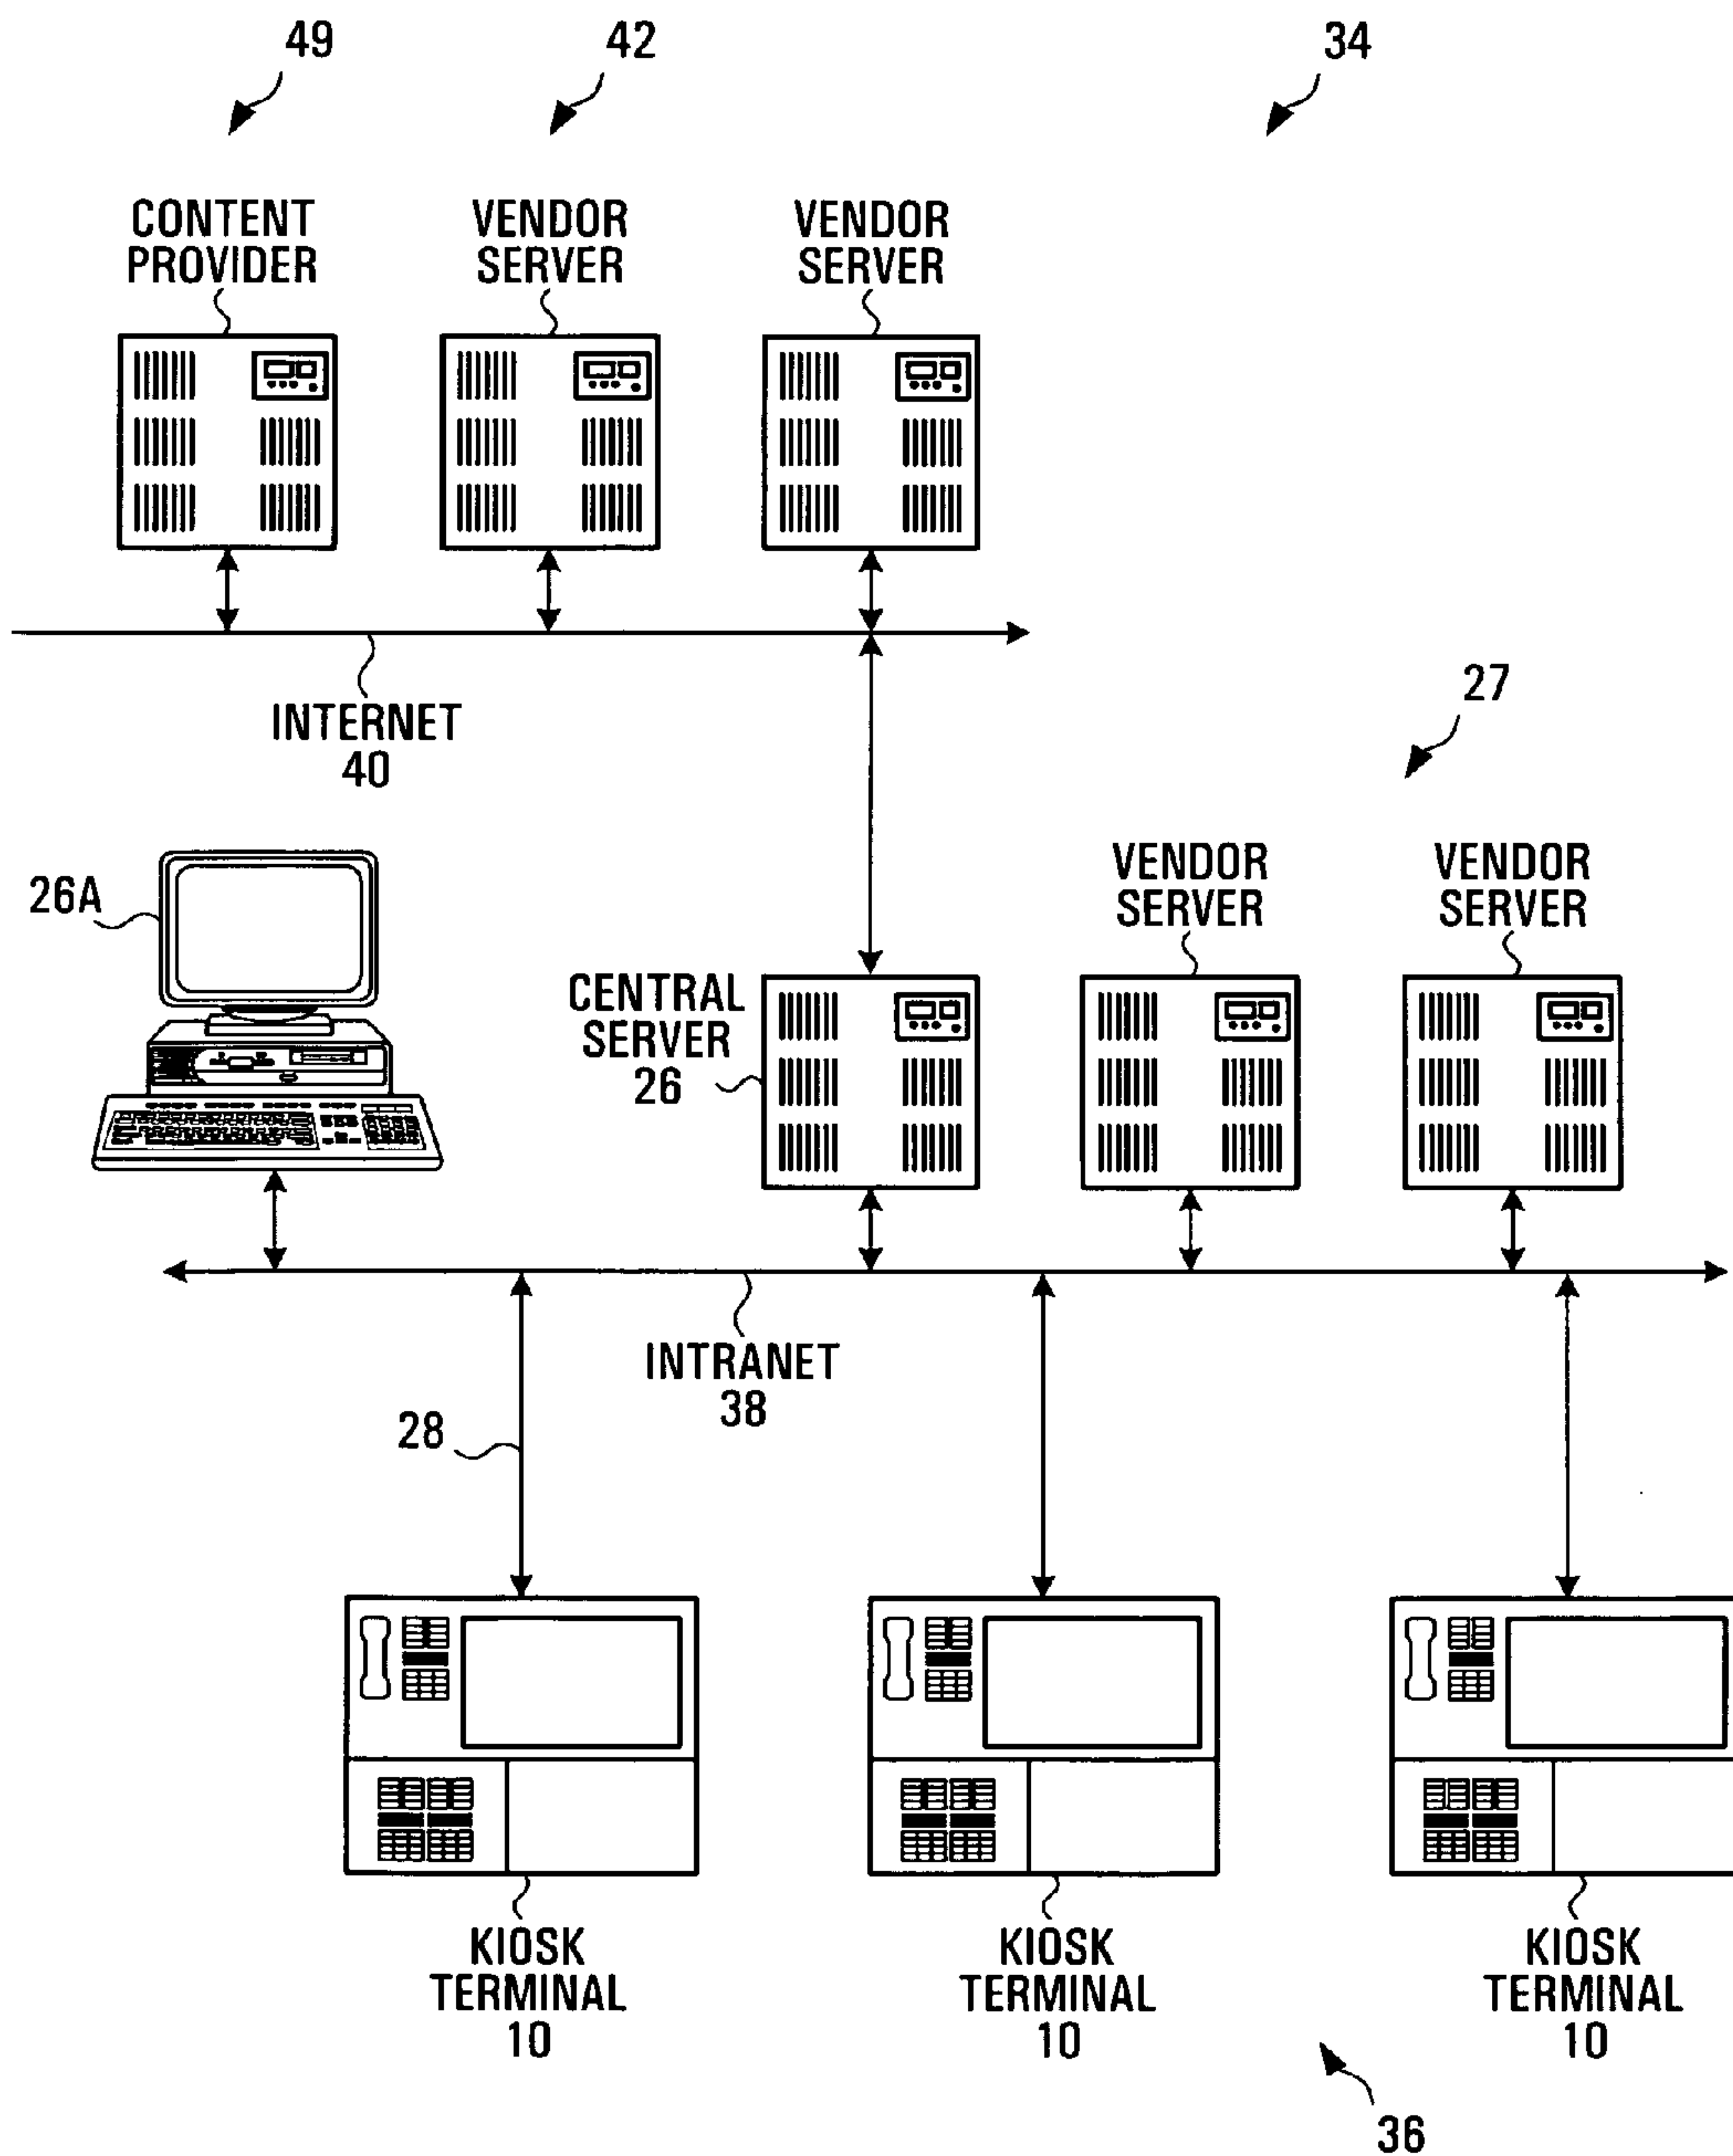 49
42
34
CONTENT
PROVIDER
VENDOR
SERVER
VENDOR
SERVER
INTERNET
40
27
26A
CENTRAL
SERVER
26
VENDOR
SERVER
VENDOR
SERVER
INTRANET
38
28
KIOSK
TERMINAL
10
KIOSK
TERMINAL
10
KIOSK
TERMINAL
10
36